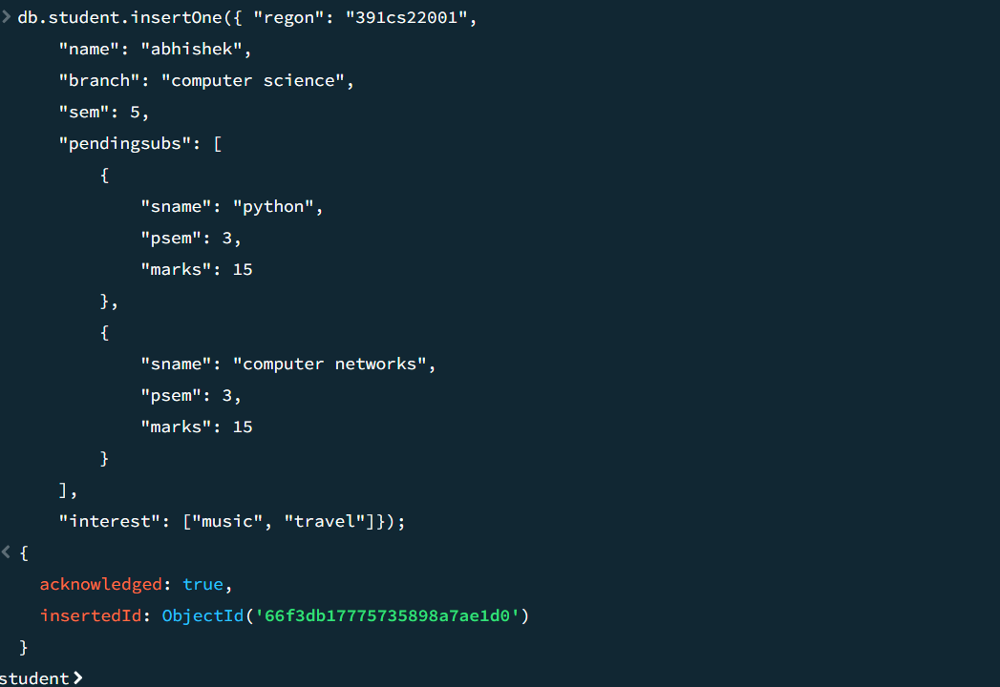 > db.student.insertOne({ "regon": "391cs22001",
"name": "abhishek",
"branch": "computer science",
"sem": 5,
"pendingsubs": [
{
"sname": "python",
"psem": 3,
"marks": 15
},
{
"sname": "computer networks",
"psem": 3,
"marks": 15
}
],
"interest": ["music", "travel"]});
< {
acknowledged: true,
insertedId: ObjectId('66f3db17775735898a7ae1d0')
}
student>